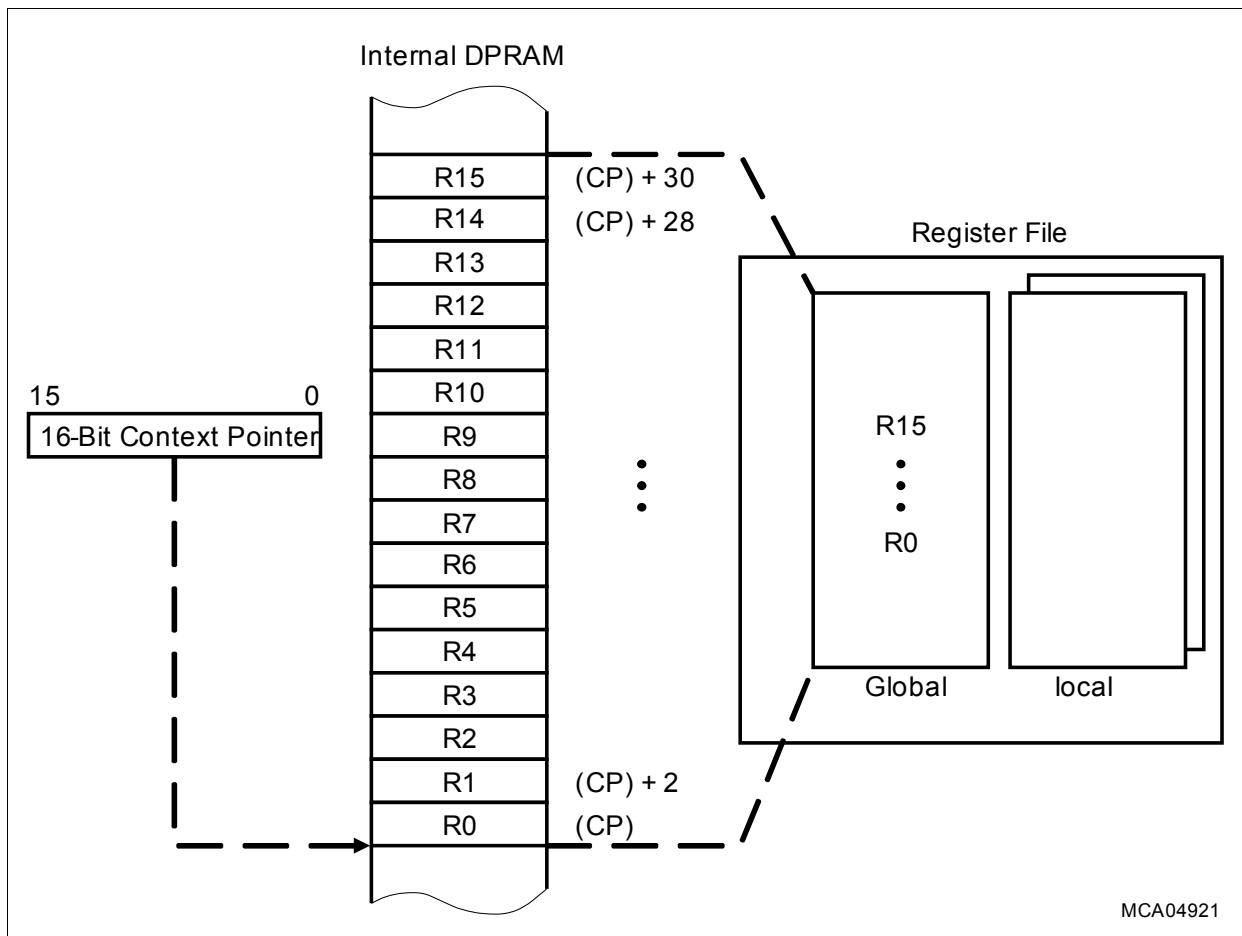 Internal DPRAM
R15 (CP) + 30
R14 (CP) + 28
Register File
R13
R12
R11
R10
15 0
16-Bit Context Pointer
R9
R8
R7
R6
R5
R4
R3
R2
R1 (CP) + 2
R0 (CP)
R15
R0
Global local
MCA04921